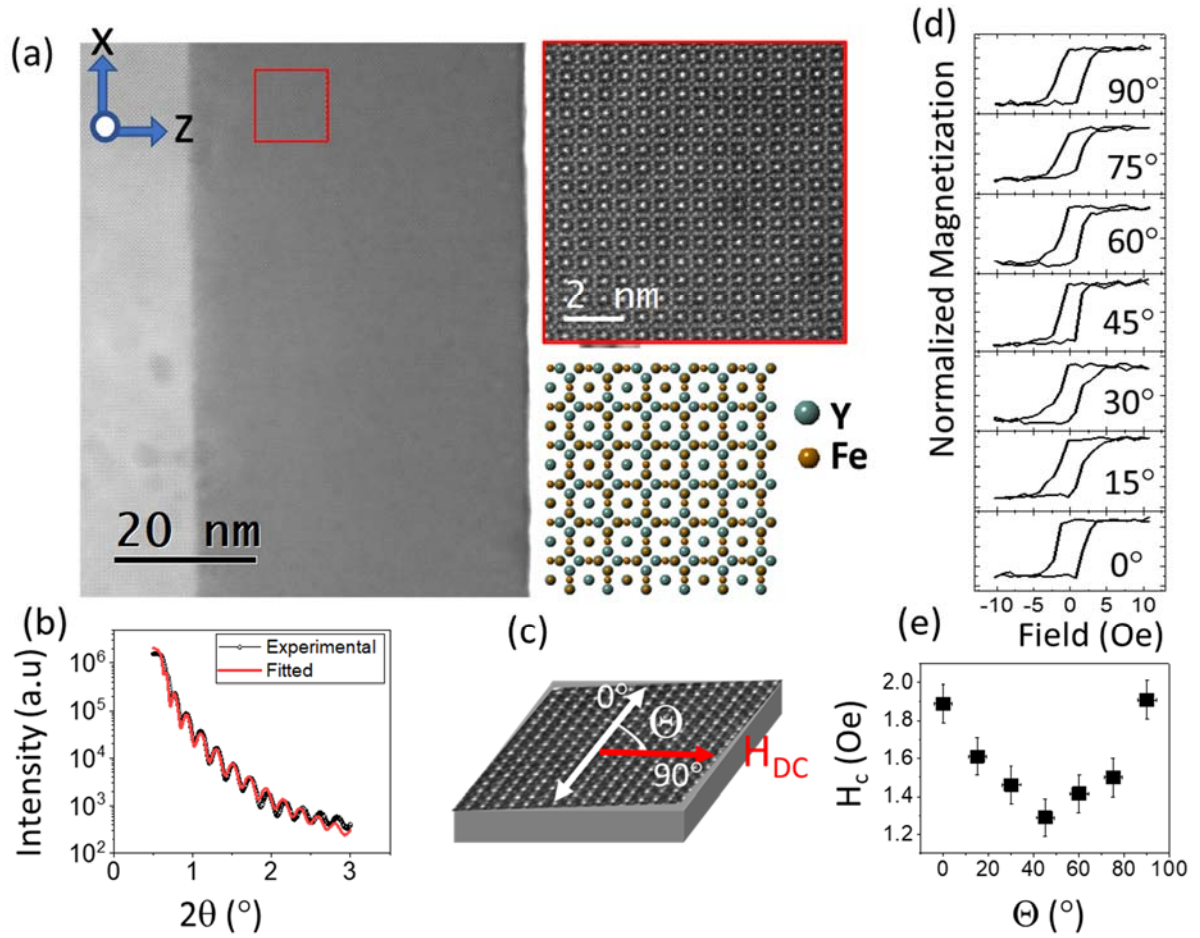 (a)
X
Z
20 nm
2 nm
Y
Fe
(b)
Intensity (a.u)
10⁶
10⁵
10⁴
10³
10²
Experimental
Fitted
0
1
2
3
2θ (°)
(c)
0°
Θ
90°
H_DC
(d)
Normalized Magnetization
90°
75°
60°
45°
30°
15°
0°
-10 -5 0 5 10
Field (Oe)
(e)
H_c (Oe)
2.0
1.8
1.6
1.4
1.2
0 20 40 60 80 100
Θ (°)